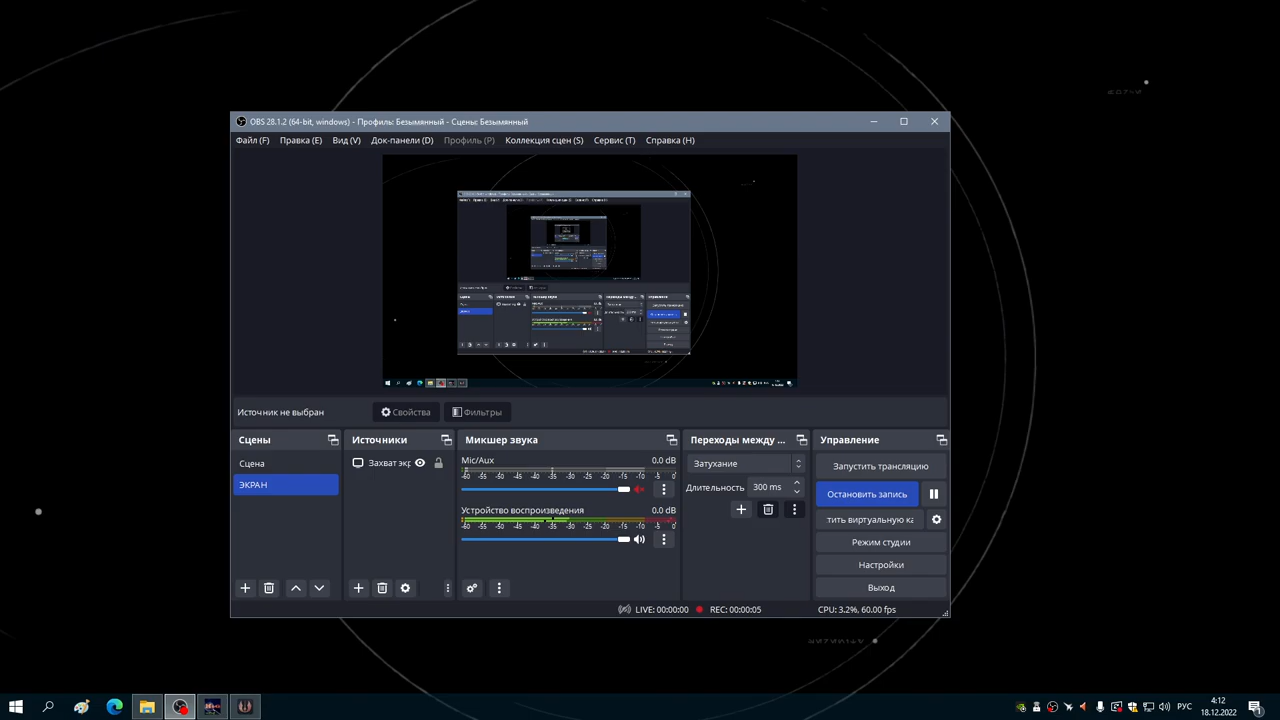 OBS 28.1.2 (64-bit, windows) - Профиль: Безымянный - Сцены: Безымянный
Файл (F) Правка (E) Вид (V) Док-панели (D) Профиль (P) Коллекция сцен (S) Сервис (T) Справка (H)
Источник не выбран Свойства Фильтры
Сцены Источники Микшер звука Переходы между ... Управление
Сцена
ЭКРАН
Захват экр
Mic/Aux 0.0 dB
-60 -55 -50 -45 -40 -35 -30 -25 -20 -15 -10 -5 0
Устройство воспроизведения 0.0 dB
-60 -55 -50 -45 -40 -35 -30 -25 -20 -15 -10 -5 0
Затухание
Длительность 300 ms
Запустить трансляцию
Остановить запись
тить виртуальную ка
Режим студии
Настройки
Выход
LIVE: 00:00:00 REC: 00:00:05 CPU: 3.2%, 60.00 fps
РУС
4:12
18.12.2022
1